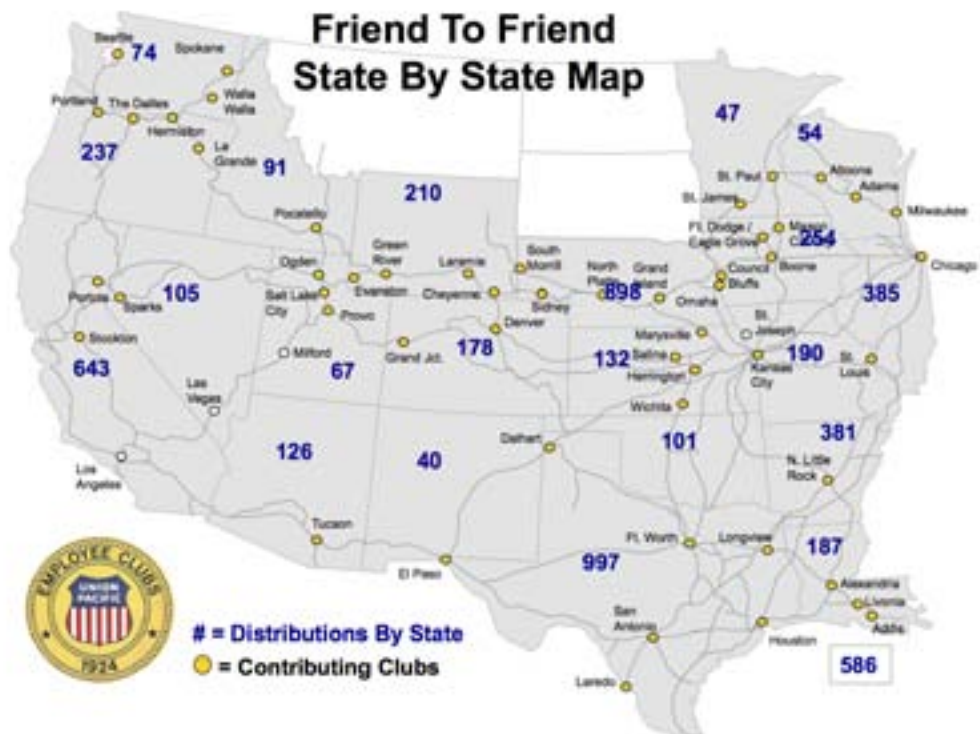 Friend To Friend
State By State Map
Seattle
74
Spokane
Walla
Walla
Portland
The Dalles
Hermiston
La
Grande
237
91
47
54
St. Paul
Altoona
Adams
St. James
Milwaukee
Ft. Dodge /
Eagle Grove
Mason
City
254
Boone
Chicago
210
Pocatello
Ogden
Green
River
Laramie
South
Morrill
North
Platte
Grand
Island
898
Council
Bluffs
Omaha
385
Portola
Sparks
105
Salt Lake
City
Evanston
Cheyenne
Sidney
Provo
Denver
Marysville
St.
Joseph
Stockton
643
Milford
67
Grand Jct.
178
132
Salina
Herrington
Kansas
City
190
St.
Louis
Las
Vegas
Wichita
126
40
Dalhart
101
381
Los
Angeles
N. Little
Rock
Tucson
El Paso
997
Ft. Worth
Longview
187
Alexandria
Livonia
Addis
San
Antonio
Houston
Laredo
586
EMPLOYEE CLUBS
UNION
PACIFIC
1924
# = Distributions By State
= Contributing Clubs